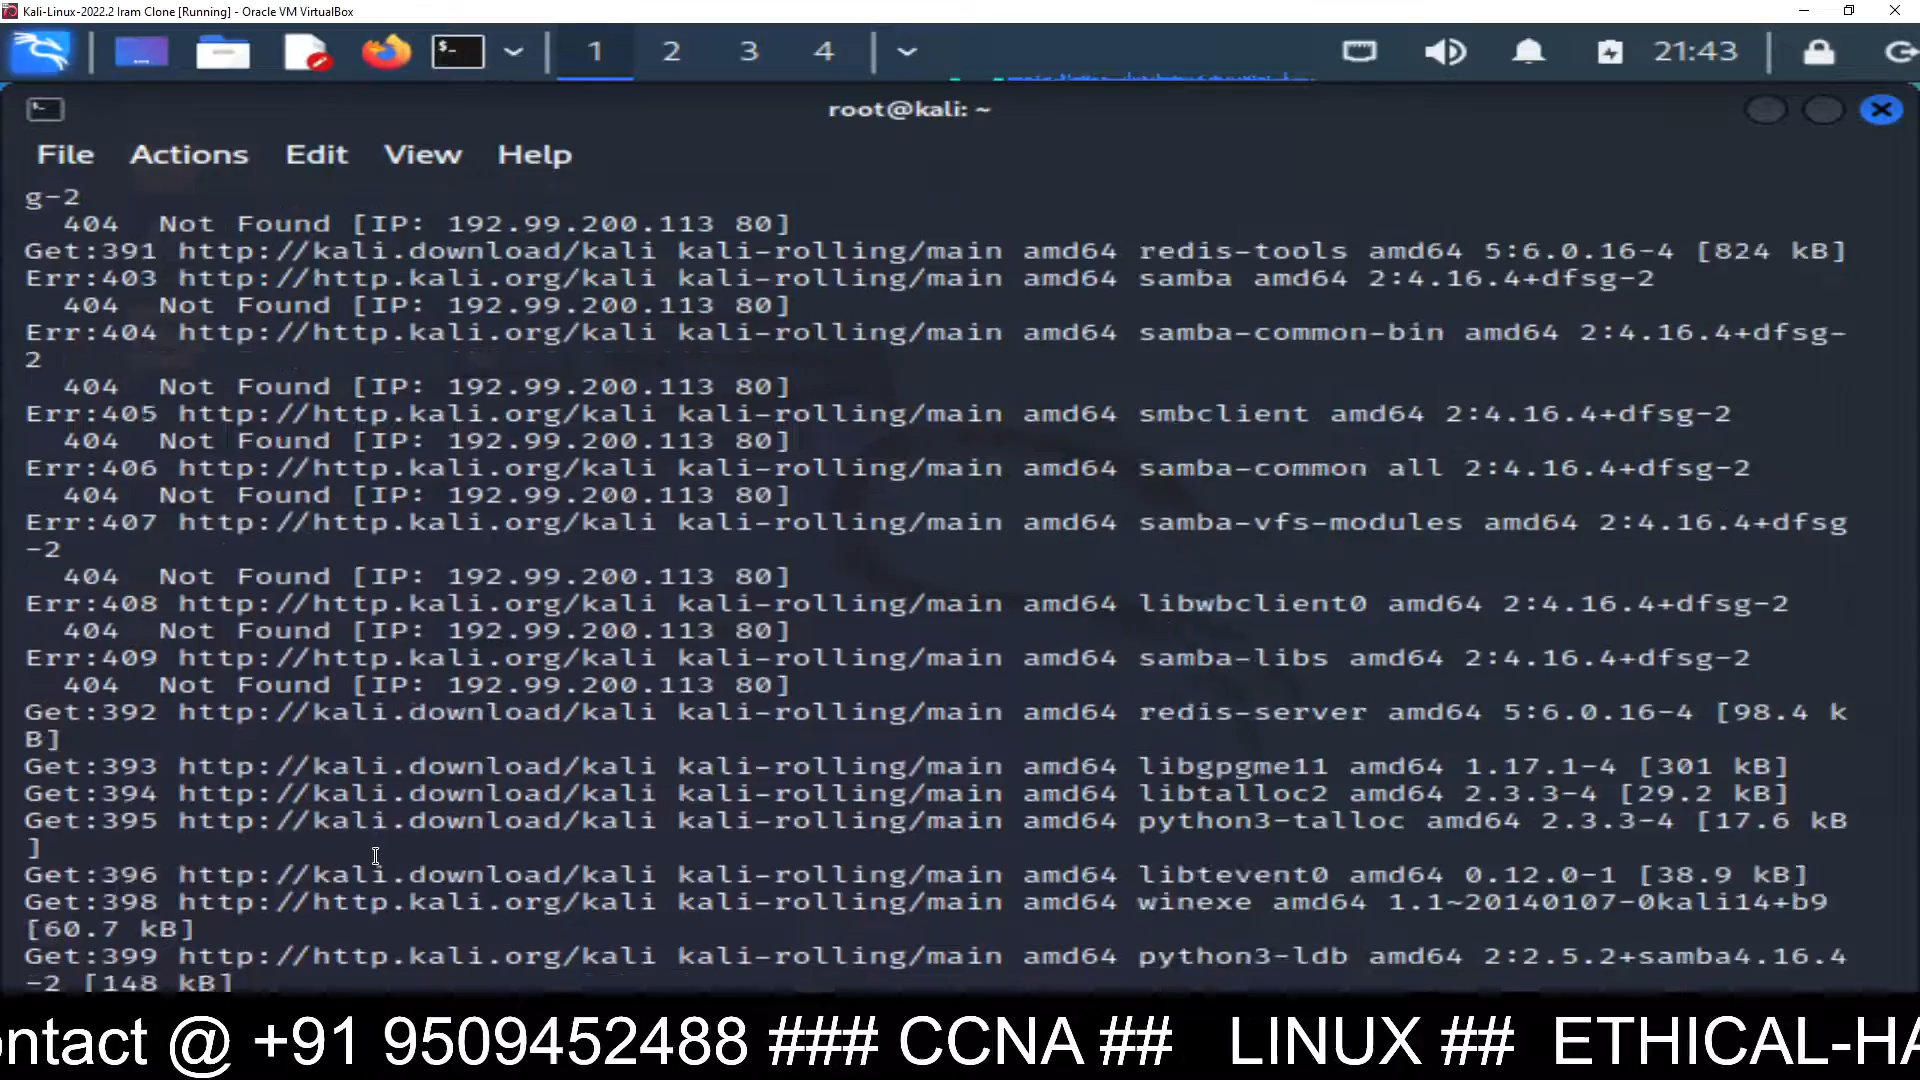 Kali-Linux-2022.2 Iram Clone [Running] - Oracle VM VirtualBox
1 2 3 4 21:43
root@kali: ~
File Actions Edit View Help
g-2
404 Not Found [IP: 192.99.200.113 80]
Get:391 http://kali.download/kali kali-rolling/main amd64 redis-tools amd64 5:6.0.16-4 [824 kB]
Err:403 http://http.kali.org/kali kali-rolling/main amd64 samba amd64 2:4.16.4+dfsg-2
404 Not Found [IP: 192.99.200.113 80]
Err:404 http://http.kali.org/kali kali-rolling/main amd64 samba-common-bin amd64 2:4.16.4+dfsg-
2
404 Not Found [IP: 192.99.200.113 80]
Err:405 http://http.kali.org/kali kali-rolling/main amd64 smbclient amd64 2:4.16.4+dfsg-2
404 Not Found [IP: 192.99.200.113 80]
Err:406 http://http.kali.org/kali kali-rolling/main amd64 samba-common all 2:4.16.4+dfsg-2
404 Not Found [IP: 192.99.200.113 80]
Err:407 http://http.kali.org/kali kali-rolling/main amd64 samba-vfs-modules amd64 2:4.16.4+dfsg
-2
404 Not Found [IP: 192.99.200.113 80]
Err:408 http://http.kali.org/kali kali-rolling/main amd64 libwbclient0 amd64 2:4.16.4+dfsg-2
404 Not Found [IP: 192.99.200.113 80]
Err:409 http://http.kali.org/kali kali-rolling/main amd64 samba-libs amd64 2:4.16.4+dfsg-2
404 Not Found [IP: 192.99.200.113 80]
Get:392 http://kali.download/kali kali-rolling/main amd64 redis-server amd64 5:6.0.16-4 [98.4 k
B]
Get:393 http://kali.download/kali kali-rolling/main amd64 libgpgme11 amd64 1.17.1-4 [301 kB]
Get:394 http://kali.download/kali kali-rolling/main amd64 libtalloc2 amd64 2.3.3-4 [29.2 kB]
Get:395 http://kali.download/kali kali-rolling/main amd64 python3-talloc amd64 2.3.3-4 [17.6 kB
]
Get:396 http://kali.download/kali kali-rolling/main amd64 libtevent0 amd64 0.12.0-1 [38.9 kB]
Get:398 http://http.kali.org/kali kali-rolling/main amd64 winexe amd64 1.1~20140107-0kali14+b9
[60.7 kB]
Get:399 http://http.kali.org/kali kali-rolling/main amd64 python3-ldb amd64 2:2.5.2+samba4.16.4
-2 [148 kB]
ontact @ +91 9509452488 ### CCNA ## LINUX ## ETHICAL-HA